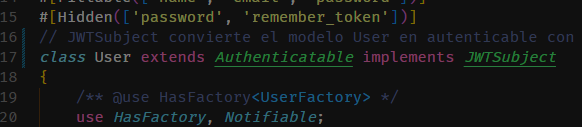 15 #[Hidden(['password', 'remember_token'])]
16 // JWTSubject convierte el modelo User en autenticable con
17 class User extends Authenticatable implements JWTSubject
18 {
19 /** @use HasFactory<UserFactory> */
20 use HasFactory, Notifiable;